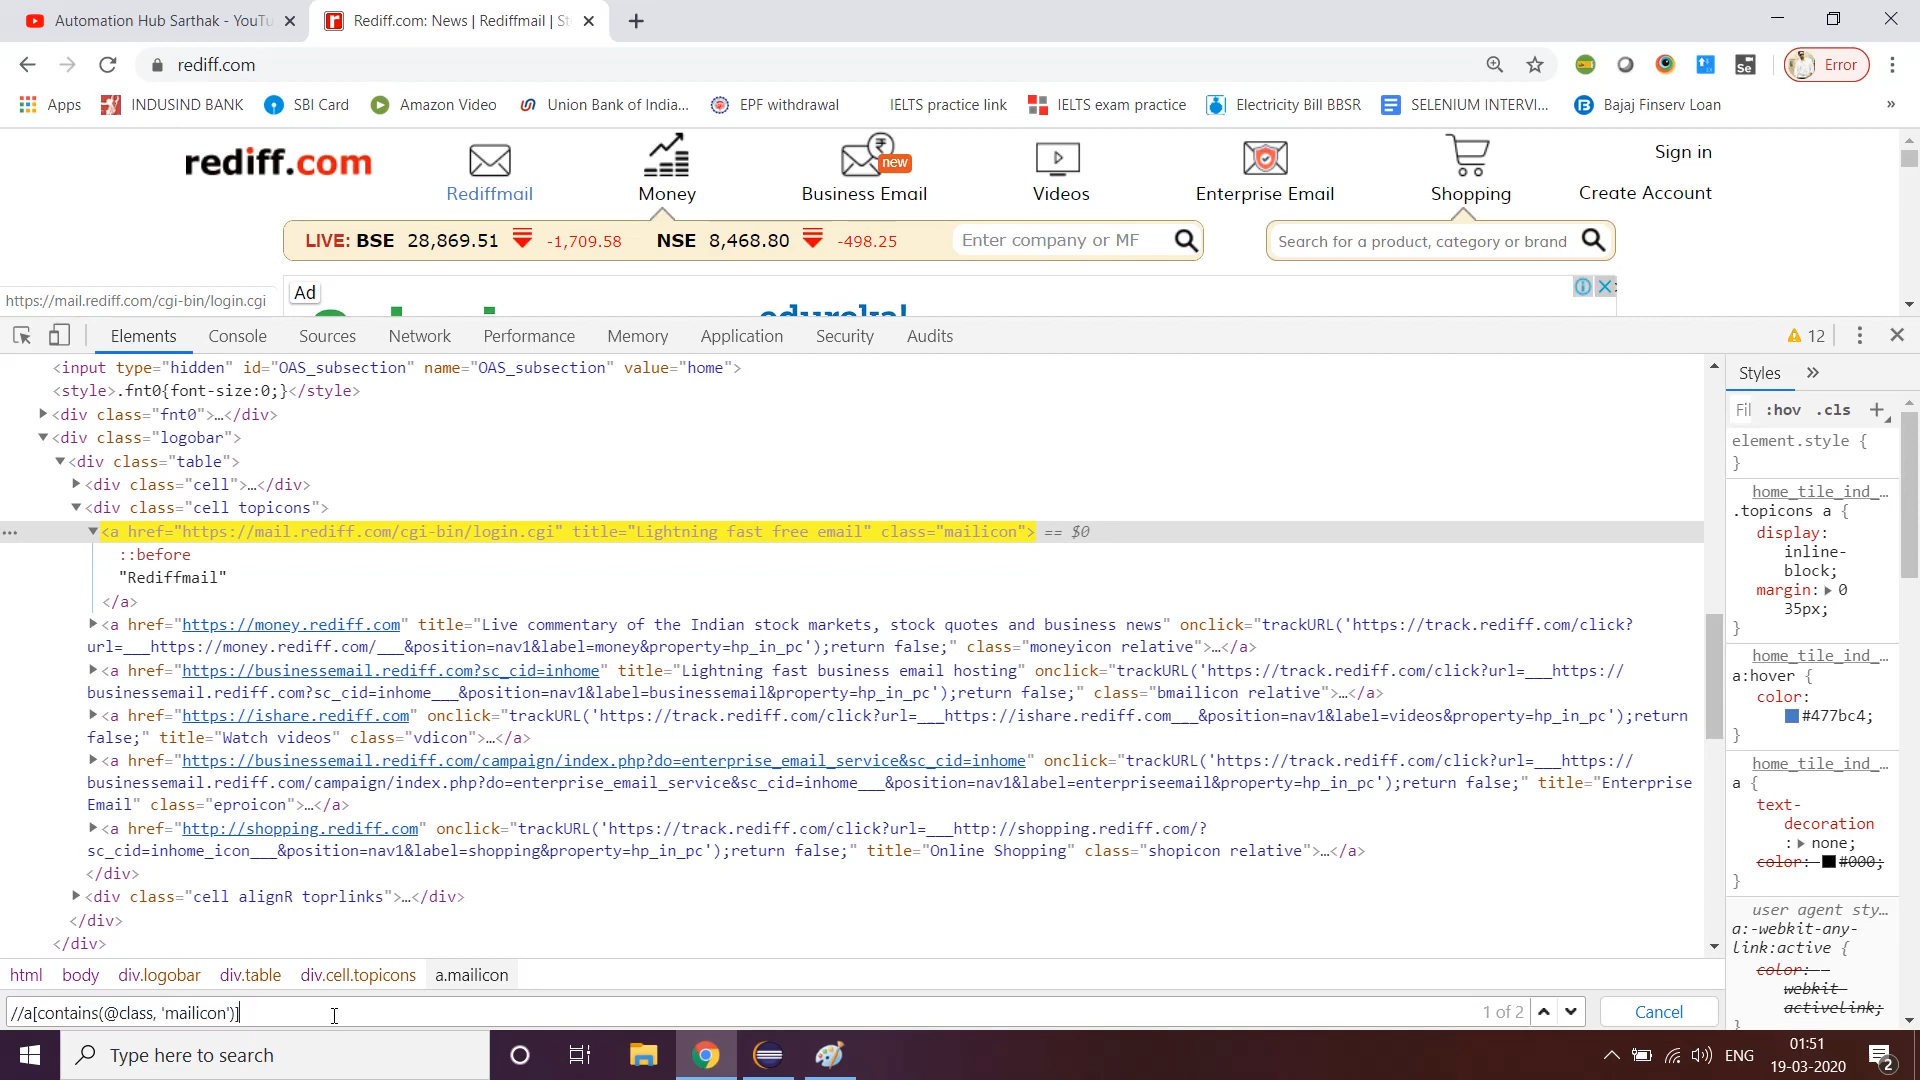 Automation Hub Sarthak - YouTu
Rediff.com: News | Rediffmail | St
rediff.com
Error
Apps
INDUSIND BANK
SBI Card
Amazon Video
Union Bank of India...
EPF withdrawal
IELTS practice link
IELTS exam practice
Electricity Bill BBSR
SELENIUM INTERVI...
Bajaj Finserv Loan
»
rediff.com
Rediffmail
Money
new
Business Email
Videos
Enterprise Email
Shopping
Sign in
Create Account
LIVE: BSE 28,869.51 -1,709.58 NSE 8,468.80 -498.25
Enter company or MF
Search for a product, category or brand
https://mail.rediff.com/cgi-bin/login.cgi
Ad
edureka!
Elements Console Sources Network Performance Memory Application Security Audits
12
<input type="hidden" id="OAS_subsection" name="OAS_subsection" value="home">
<style>.fnt0{font-size:0;}</style>
<div class="fnt0">…</div>
<div class="logobar">
<div class="table">
<div class="cell">…</div>
<div class="cell topicons">
<a href="https://mail.rediff.com/cgi-bin/login.cgi" title="Lightning fast free email" class="mailicon"> == $0
::before
"Rediffmail"
</a>
<a href="https://money.rediff.com" title="Live commentary of the Indian stock markets, stock quotes and business news" onclick="trackURL('https://track.rediff.com/click?
url=___https://money.rediff.com/___&position=nav1&label=money&property=hp_in_pc');return false;" class="moneyicon relative">…</a>
<a href="https://businessemail.rediff.com?sc_cid=inhome" title="Lightning fast business email hosting" onclick="trackURL('https://track.rediff.com/click?url=___https://
businessemail.rediff.com?sc_cid=inhome___&position=nav1&label=businessemail&property=hp_in_pc');return false;" class="bmailicon relative">…</a>
<a href="https://ishare.rediff.com" onclick="trackURL('https://track.rediff.com/click?url=___https://ishare.rediff.com___&position=nav1&label=videos&property=hp_in_pc');return
false;" title="Watch videos" class="vdicon">…</a>
<a href="https://businessemail.rediff.com/campaign/index.php?do=enterprise_email_service&sc_cid=inhome" onclick="trackURL('https://track.rediff.com/click?url=___https://
businessemail.rediff.com/campaign/index.php?do=enterprise_email_service&sc_cid=inhome___&position=nav1&label=enterpriseemail&property=hp_in_pc');return false;" title="Enterprise
Email" class="eproicon">…</a>
<a href="http://shopping.rediff.com" onclick="trackURL('https://track.rediff.com/click?url=___http://shopping.rediff.com/?
sc_cid=inhome_icon___&position=nav1&label=shopping&property=hp_in_pc');return false;" title="Online Shopping" class="shopicon relative">…</a>
</div>
<div class="cell alignR toprlinks">…</div>
</div>
</div>
Styles »
Fil :hov .cls +
element.style {
}
home_tile_ind_…
.topicons a {
display:
inline-
block;
margin: 0
35px;
}
home_tile_ind_…
a:hover {
color:
#477bc4;
}
home_tile_ind_…
a {
text-
decoration
: none;
color: #000;
}
user agent sty…
a:-webkit-any-
link:active {
color: -
webkit-
activelink;
}
html body div.logobar div.table div.cell.topicons a.mailicon
//a[contains(@class, 'mailicon')]
1 of 2
Cancel
Type here to search
Se
ENG
01:51
19-03-2020
2